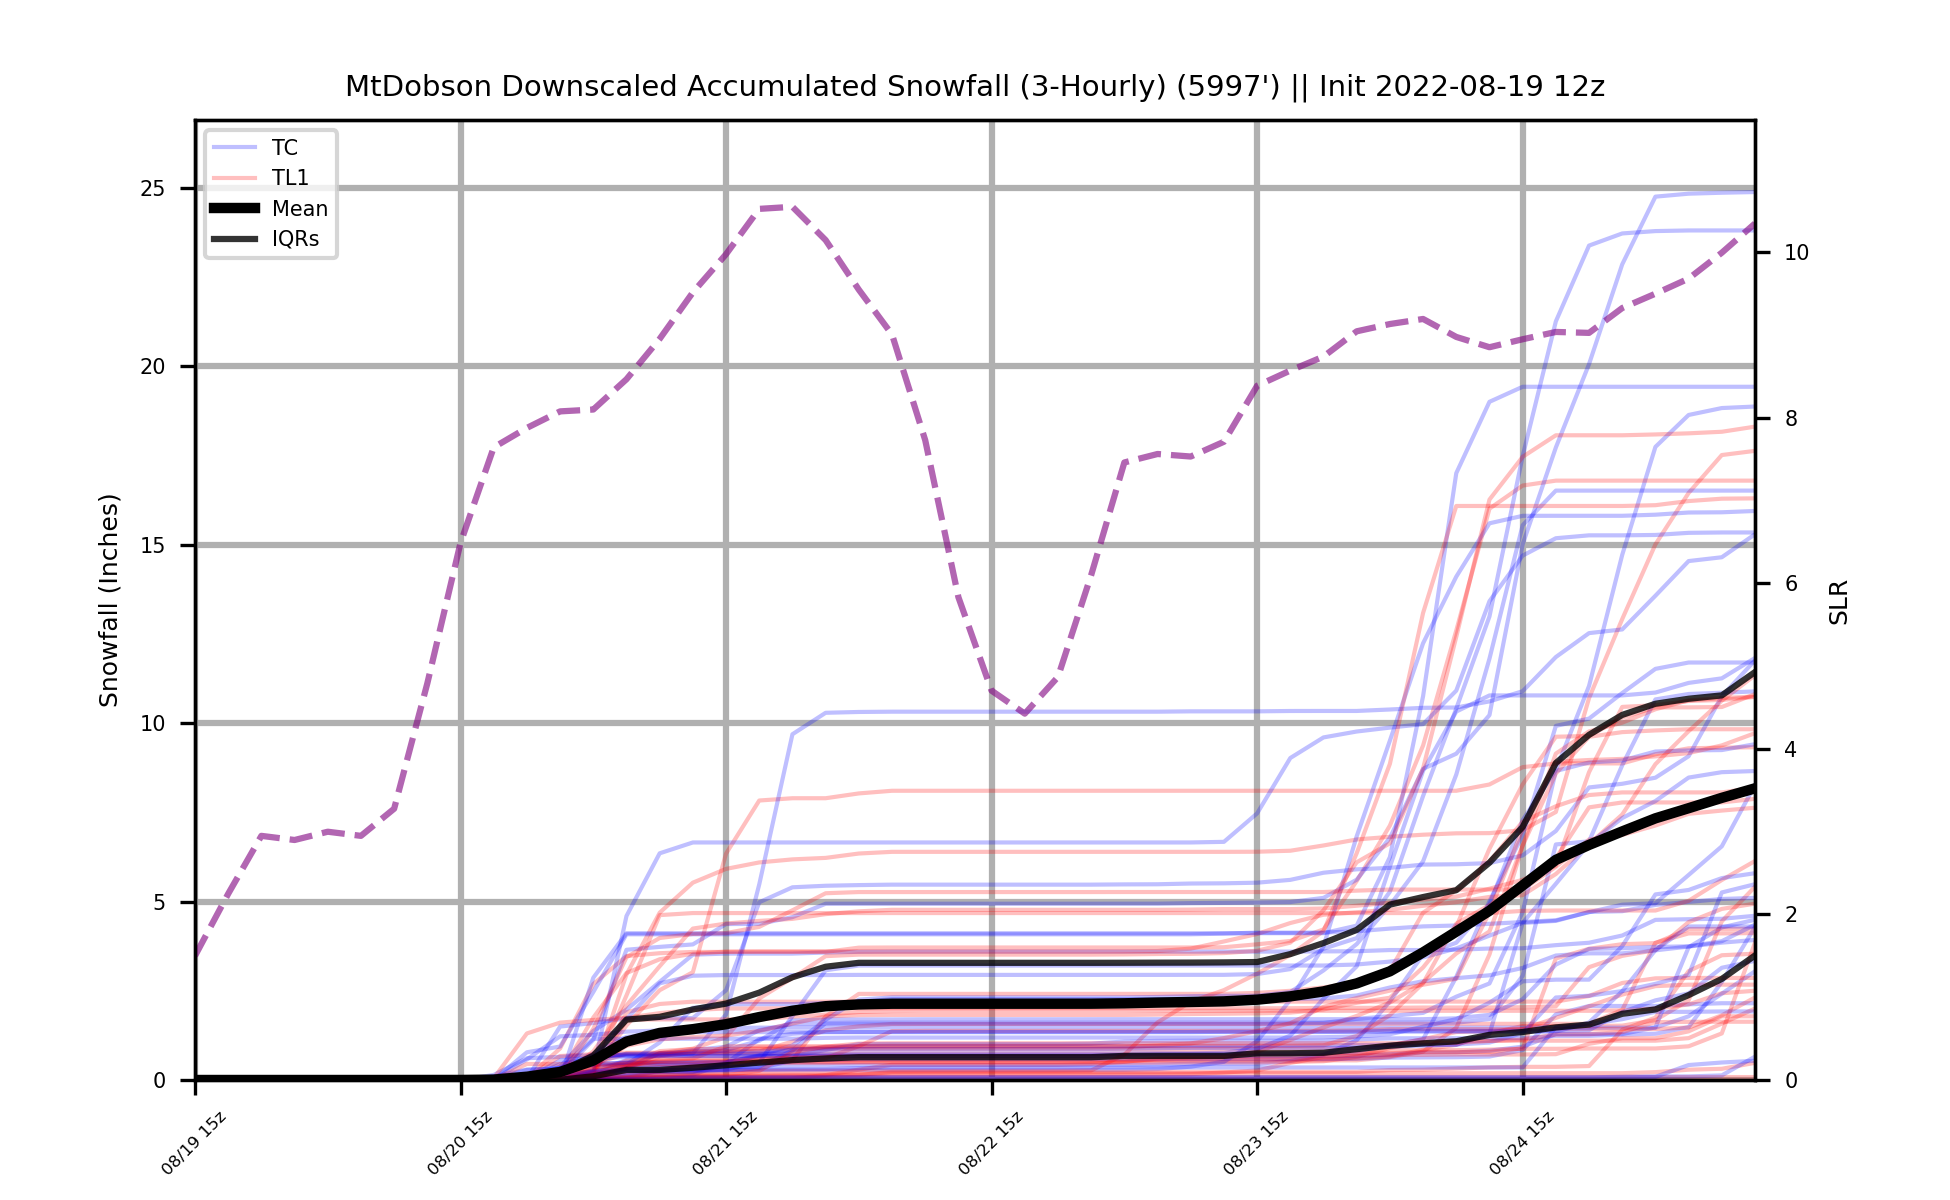 MtDobson Downscaled Accumulated Snowfall (3-Hourly) (5997') || Init 2022-08-19 12z
TC
TL1
Mean
IQRs
Snowfall (Inches)
25
20
15
10
5
0
SLR
10
8
6
4
2
0
08/19 15z
08/20 15z
08/21 15z
08/22 15z
08/23 15z
08/24 15z